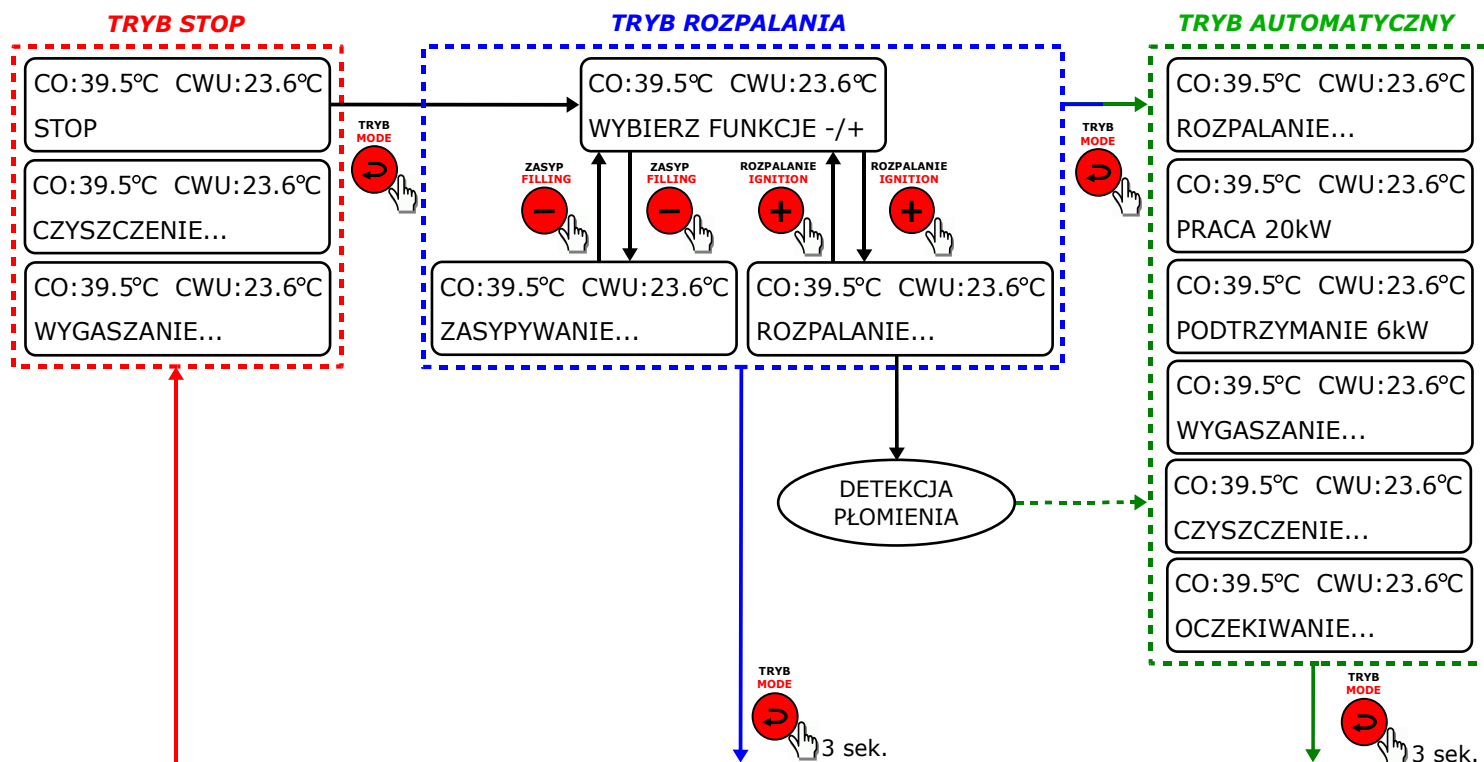 TRYB STOP
CO:39.5°C CWU:23.6°C
STOP
CO:39.5°C CWU:23.6°C
CZYSZCZENIE...
CO:39.5°C CWU:23.6°C
WYGASZANIE...
TRYB
MODE
TRYB ROZPALANIA
CO:39.5°C CWU:23.6°C
WYBIERZ FUNKCJE -/+
ZASYP
FILLING
ZASYP
FILLING
ROZPALANIE
IGNITION
ROZPALANIE
IGNITION
CO:39.5°C CWU:23.6°C
ZASYPYWANIE...
CO:39.5°C CWU:23.6°C
ROZPALANIE...
DETEKCJA
PŁOMIENIA
TRYB
MODE
3 sek.
TRYB
MODE
TRYB AUTOMATYCZNY
CO:39.5°C CWU:23.6°C
ROZPALANIE...
CO:39.5°C CWU:23.6°C
PRACA 20kW
CO:39.5°C CWU:23.6°C
PODTRZYMANIE 6kW
CO:39.5°C CWU:23.6°C
WYGASZANIE...
CO:39.5°C CWU:23.6°C
CZYSZCZENIE...
CO:39.5°C CWU:23.6°C
OCZEKIWANIE...
TRYB
MODE
3 sek.